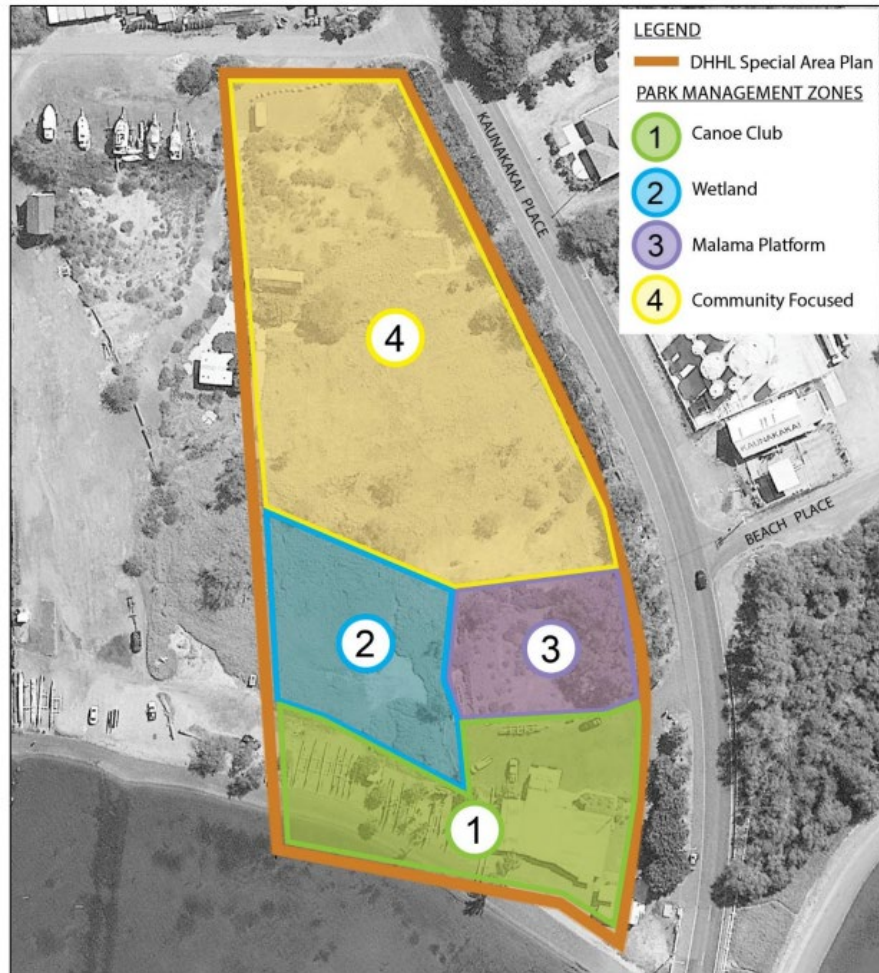 LEGEND
DHHL Special Area Plan
PARK MANAGEMENT ZONES
1 Canoe Club
2 Wetland
3 Malama Platform
4 Community Focused
KAUNAKAKAI PLACE
4
KAUNAKAKAI
BEACH PLACE
2
3
1